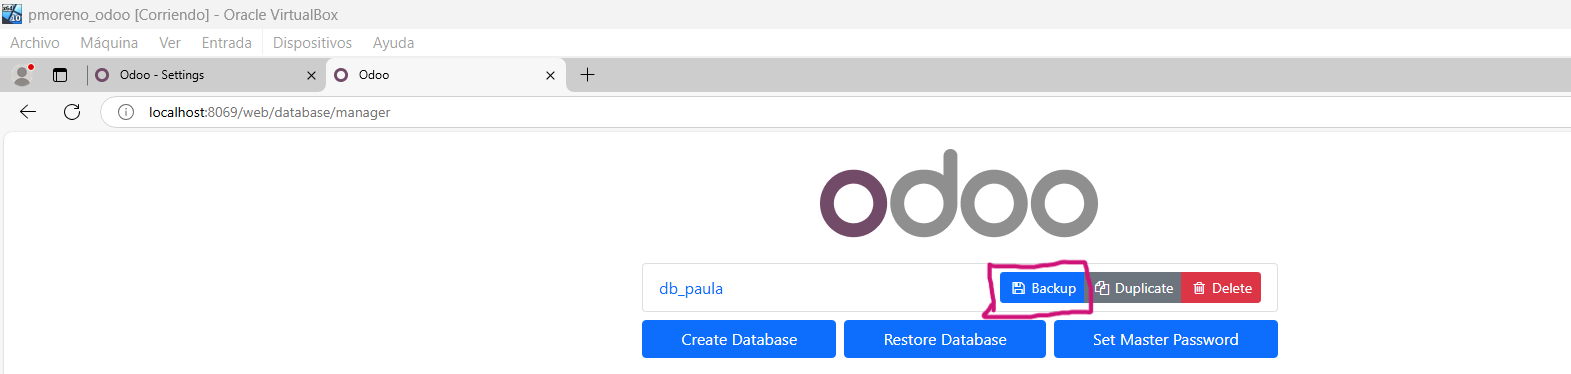 pmoreno_odoo [Corriendo] - Oracle VirtualBox
Archivo Máquina Ver Entrada Dispositivos Ayuda
Odoo - Settings Odoo
localhost:8069/web/database/manager
odoo
db_paula Backup Duplicate Delete
Create Database Restore Database Set Master Password